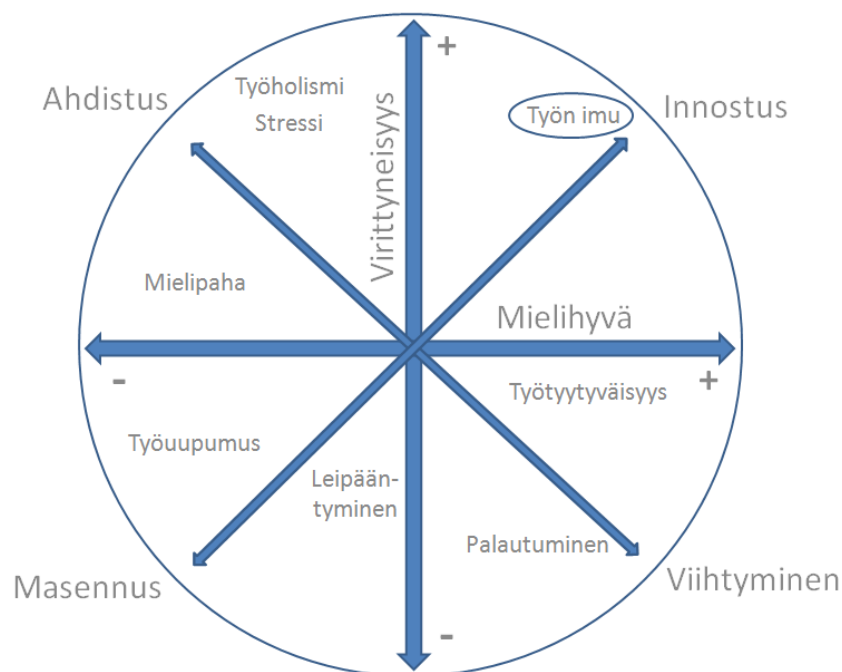 +
Työholismi
Ahdistus
Innostus
Työn imu
Stressi
Virittyneisyys
Mielipaha
Mielihyvä
-
+
Työtyytyväisyys
Työuupumus
Leipään-
tyminen
Palautuminen
Masennus
Viihtyminen
-